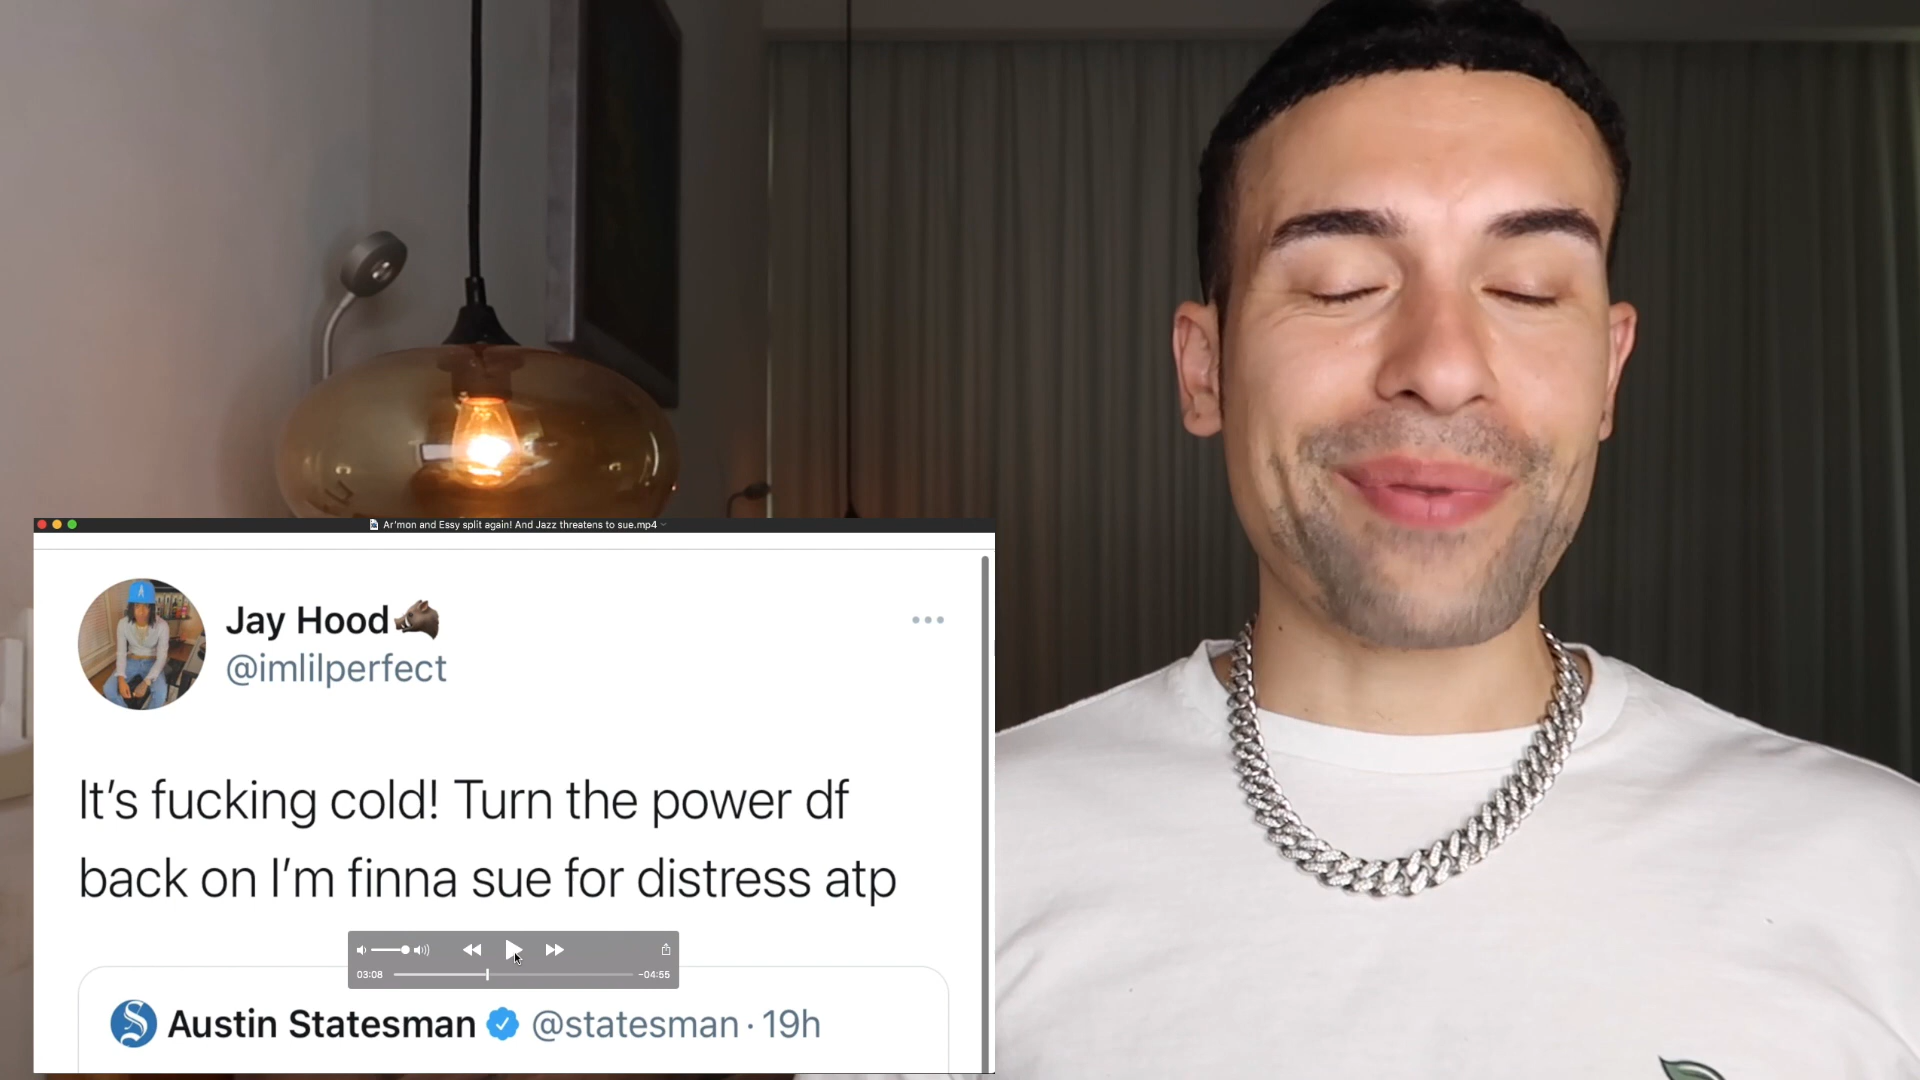 Ar'mon and Essy split again! And Jazz threatens to sue.mp4
Jay Hood
@imlilperfect
It's fucking cold! Turn the power df
back on I'm finna sue for distress atp
03:08
-04:55
Austin Statesman @statesman · 19h